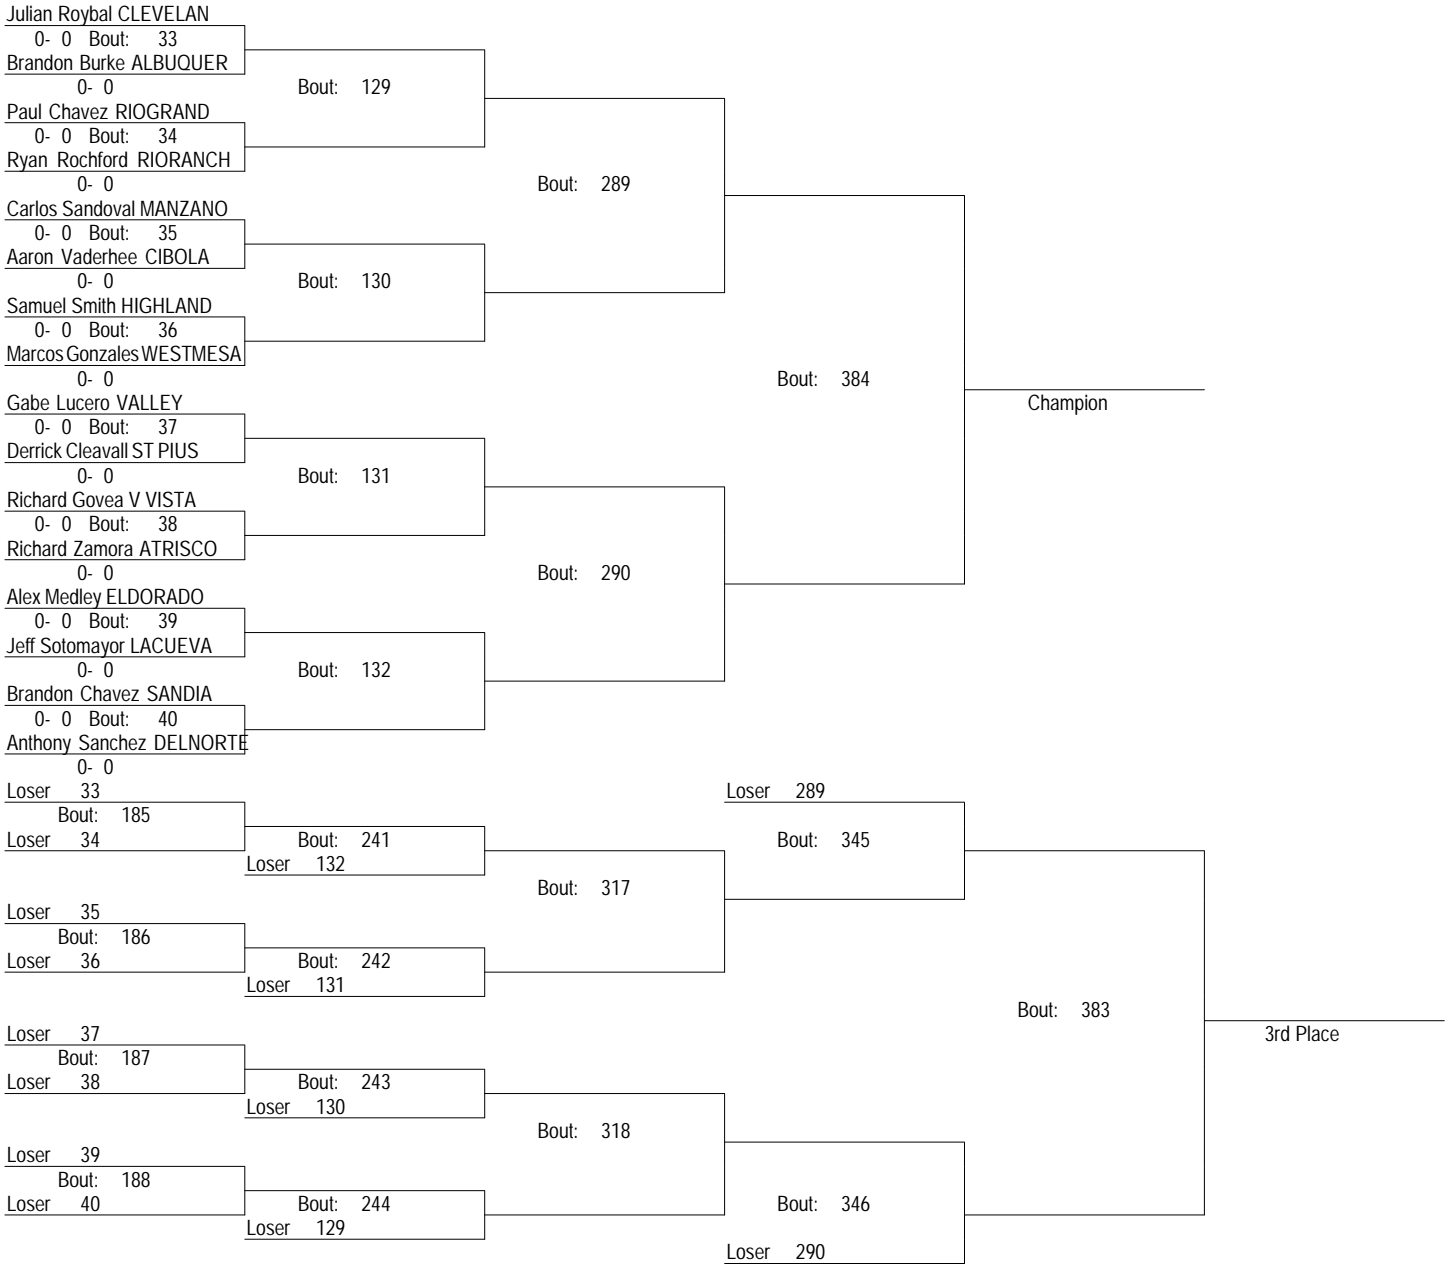 Julian Roybal CLEVELAN
0- 0 Bout: 33
Brandon Burke ALBUQUER
0- 0 Bout: 129
Paul Chavez RIOGRAND
0- 0 Bout: 34
Ryan Rochford RIORANCH
0- 0 Bout: 289
Carlos Sandoval MANZANO
0- 0 Bout: 35
Aaron Vaderhee CIBOLA
0- 0 Bout: 130
Samuel Smith HIGHLAND
0- 0 Bout: 36
Marcos Gonzales WESTMESA
0- 0 Bout: 384
Gabe Lucero VALLEY Champion
0- 0 Bout: 37
Derrick Cleavall ST PIUS
0- 0 Bout: 131
Richard Govea V VISTA
0- 0 Bout: 38
Richard Zamora ATRISCO
0- 0 Bout: 290
Alex Medley ELDORADO
0- 0 Bout: 39
Jeff Sotomayor LACUEVA
0- 0 Bout: 132
Brandon Chavez SANDIA
0- 0 Bout: 40
Anthony Sanchez DELNORTE
0- 0
Loser 33 Loser 289
Bout: 185
Loser 34 Bout: 241 Bout: 345
Loser 132
Bout: 317
Loser 35
Bout: 186
Loser 36 Bout: 242
Loser 131
Bout: 383
Loser 37 3rd Place
Bout: 187
Loser 38 Bout: 243
Loser 130
Bout: 318
Loser 39
Bout: 188
Loser 40 Bout: 244 Bout: 346
Loser 129
Loser 290